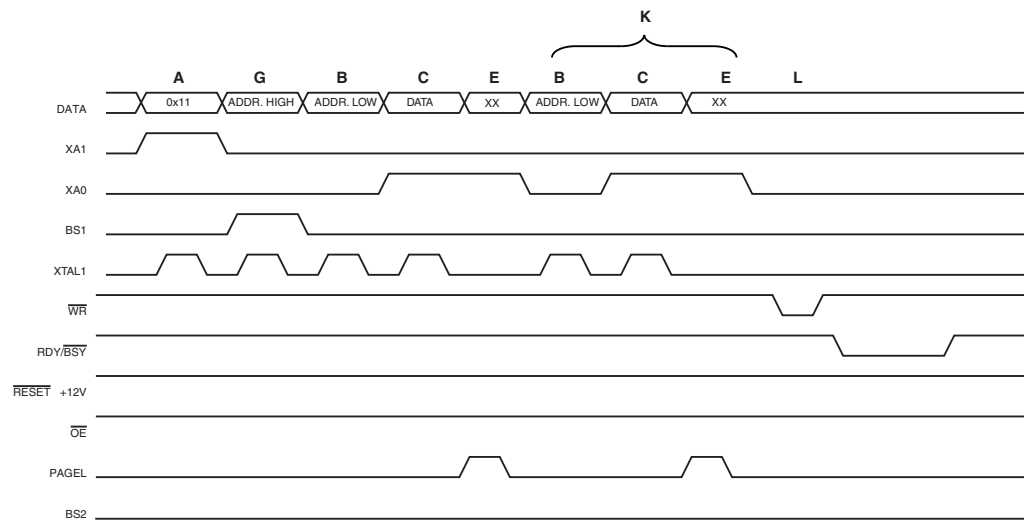 K
A G B C E B C E L
DATA 0x11 ADDR. HIGH ADDR. LOW DATA XX ADDR. LOW DATA XX
XA1
XA0
BS1
XTAL1
WR
RDY/BSY
RESET +12V
OE
PAGEL
BS2